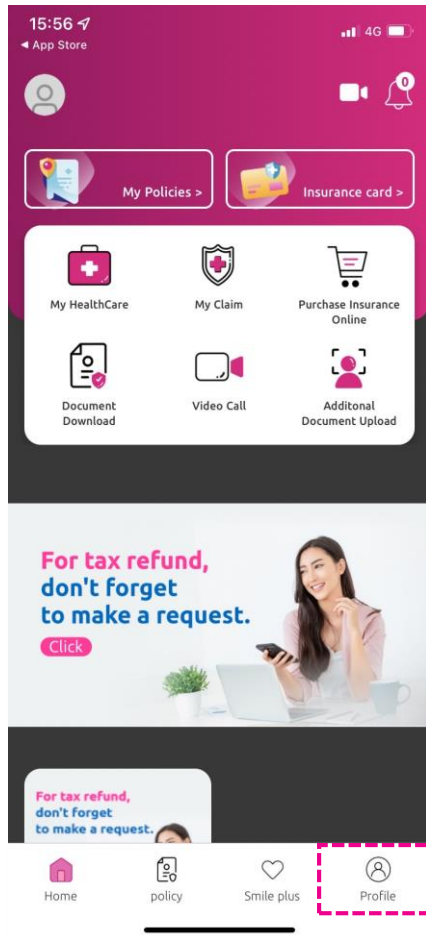 15:56
4G
◀ App Store
0
My Policies >
Insurance card >
My HealthCare
My Claim
Purchase Insurance
Online
Document
Download
Video Call
Additonal
Document Upload
For tax refund,
don't forget
to make a request.
Click
For tax refund,
don't forget
to make a request.
Home
policy
Smile plus
Profile